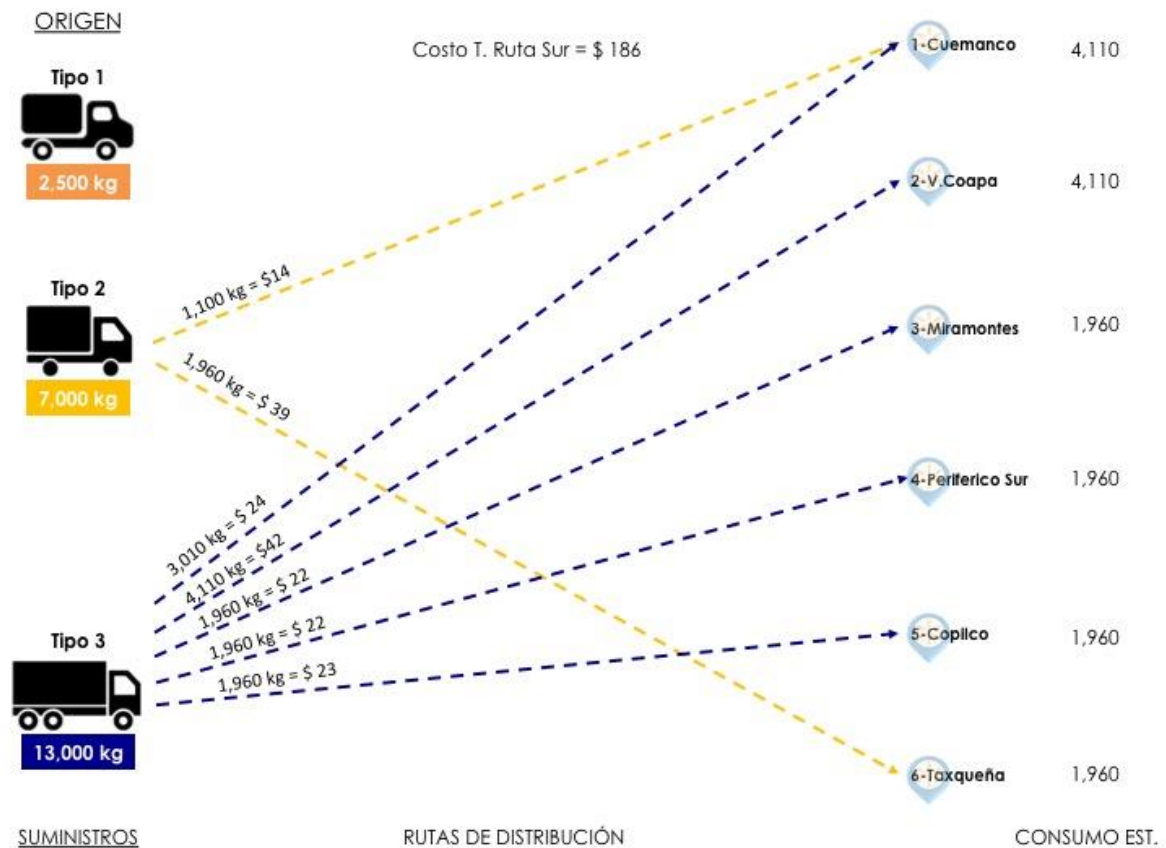 ORIGEN
Costo T. Ruta Sur = $ 186
1-Cuemanco
4,110
Tipo 1
2,500 kg
2-V.Coapa
4,110
1,100 kg = $14
Tipo 2
7,000 kg
3-Miramontes
1,960
1,960 kg = $ 39
4-Periferico Sur
1,960
3,010 kg = $ 24
4,110 kg = $42
1,960 kg = $ 22
1,960 kg = $ 22
1,960 kg = $ 23
Tipo 3
13,000 kg
5-Copilco
1,960
6-Taxqueña
1,960
SUMINISTROS
RUTAS DE DISTRIBUCIÓN
CONSUMO EST.